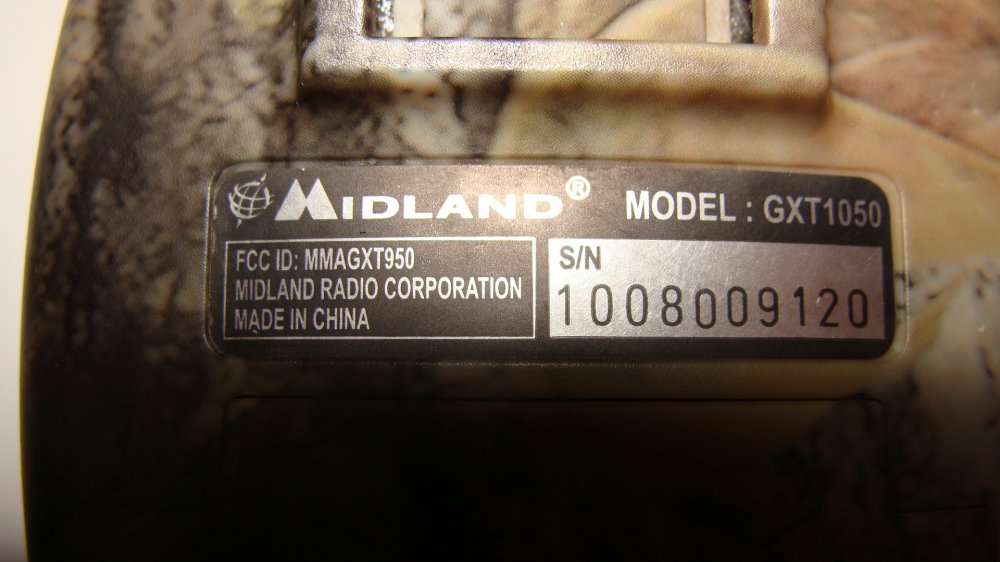 MIDLAND® MODEL : GXT1050
FCC ID: MMAGXT950
MIDLAND RADIO CORPORATION
MADE IN CHINA
S/N
1008009120